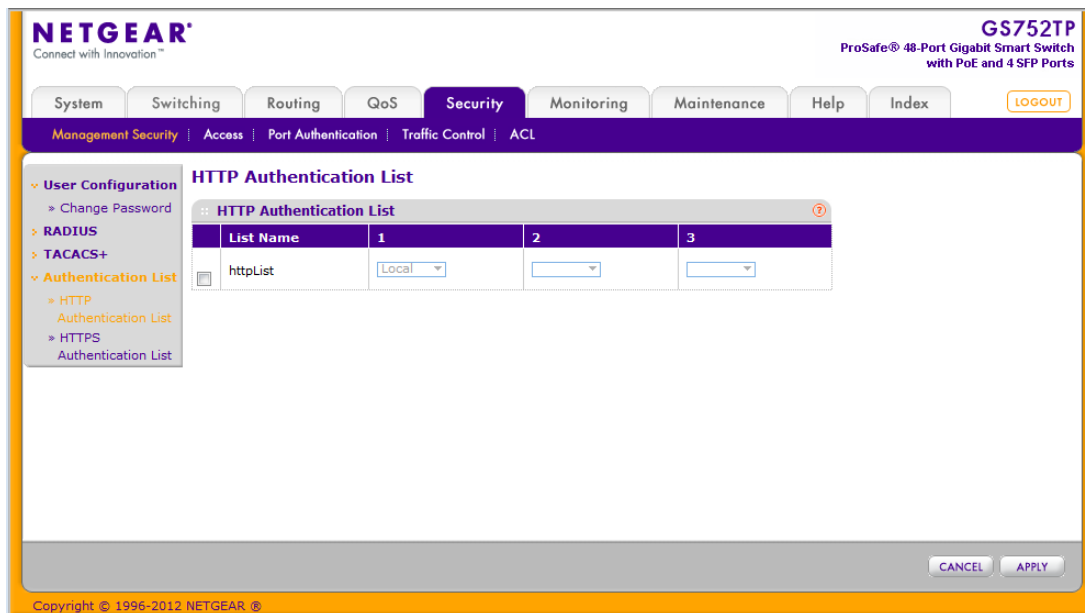 NETGEAR®
Connect with Innovation™
GS752TP
ProSafe® 48-Port Gigabit Smart Switch
with PoE and 4 SFP Ports
System Switching Routing QoS Security Monitoring Maintenance Help Index LOGOUT
Management Security Access Port Authentication Traffic Control ACL
User Configuration
» Change Password
RADIUS
TACACS+
Authentication List
» HTTP
Authentication List
» HTTPS
Authentication List
HTTP Authentication List
HTTP Authentication List ?
List Name 1 2 3
httpList Local
CANCEL APPLY
Copyright © 1996-2012 NETGEAR ®